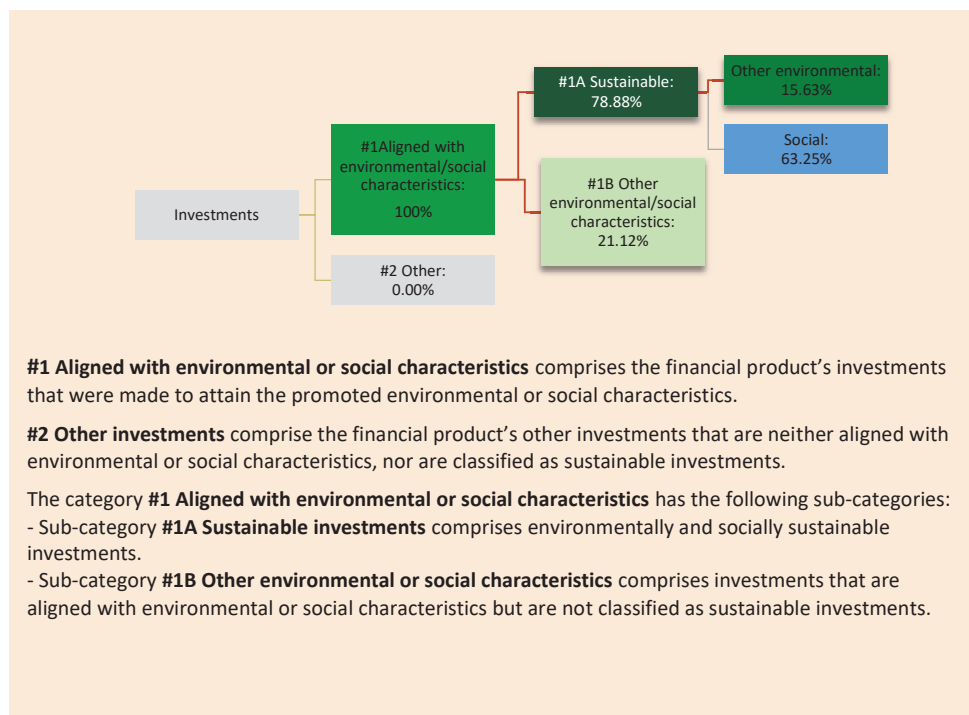 Investments
#1Aligned with
environmental/social
characteristics:
100%
#2 Other:
0.00%
#1A Sustainable:
78.88%
#1B Other
environmental/social
characteristics:
21.12%
Other environmental:
15.63%
Social:
63.25%
#1 Aligned with environmental or social characteristics comprises the financial product’s investments
that were made to attain the promoted environmental or social characteristics.
#2 Other investments comprise the financial product’s other investments that are neither aligned with
environmental or social characteristics, nor are classified as sustainable investments.
The category #1 Aligned with environmental or social characteristics has the following sub-categories:
- Sub-category #1A Sustainable investments comprises environmentally and socially sustainable
investments.
- Sub-category #1B Other environmental or social characteristics comprises investments that are
aligned with environmental or social characteristics but are not classified as sustainable investments.